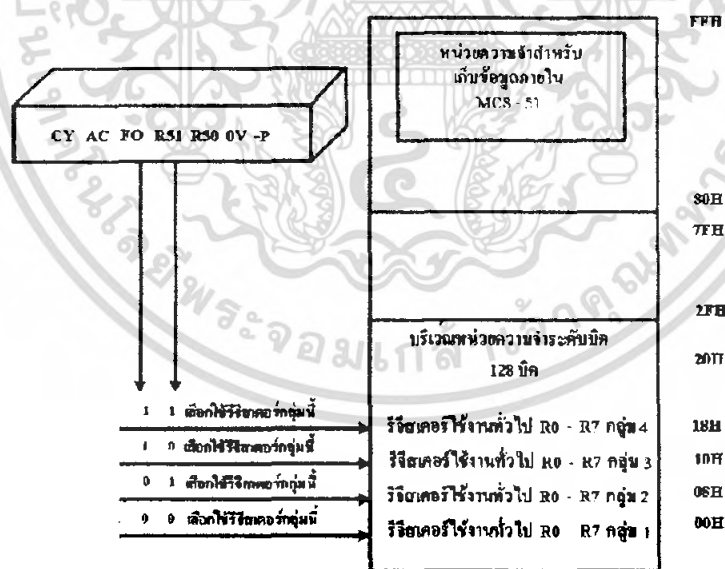 FFH
หน่วยความจำสำหรับ
เก็บข้อมูลภายใน
MCS - 51
CY AC FO RS1 RS0 0V -P
80H
7FH
2FH
บริเวณหน่วยความจำระดับบิต
128 บิต
20H
1 1 เลือกใช้รีจิสเตอร์กลุ่มนี้
รีจิสเตอร์ใช้งานทั่วไป R0 - R7 กลุ่ม 4
18H
1 0 เลือกใช้รีจิสเตอร์กลุ่มนี้
รีจิสเตอร์ใช้งานทั่วไป R0 - R7 กลุ่ม 3
10H
0 1 เลือกใช้รีจิสเตอร์กลุ่มนี้
รีจิสเตอร์ใช้งานทั่วไป R0 - R7 กลุ่ม 2
08H
0 0 เลือกใช้รีจิสเตอร์กลุ่มนี้
รีจิสเตอร์ใช้งานทั่วไป R0 R7 กลุ่ม 1
00H